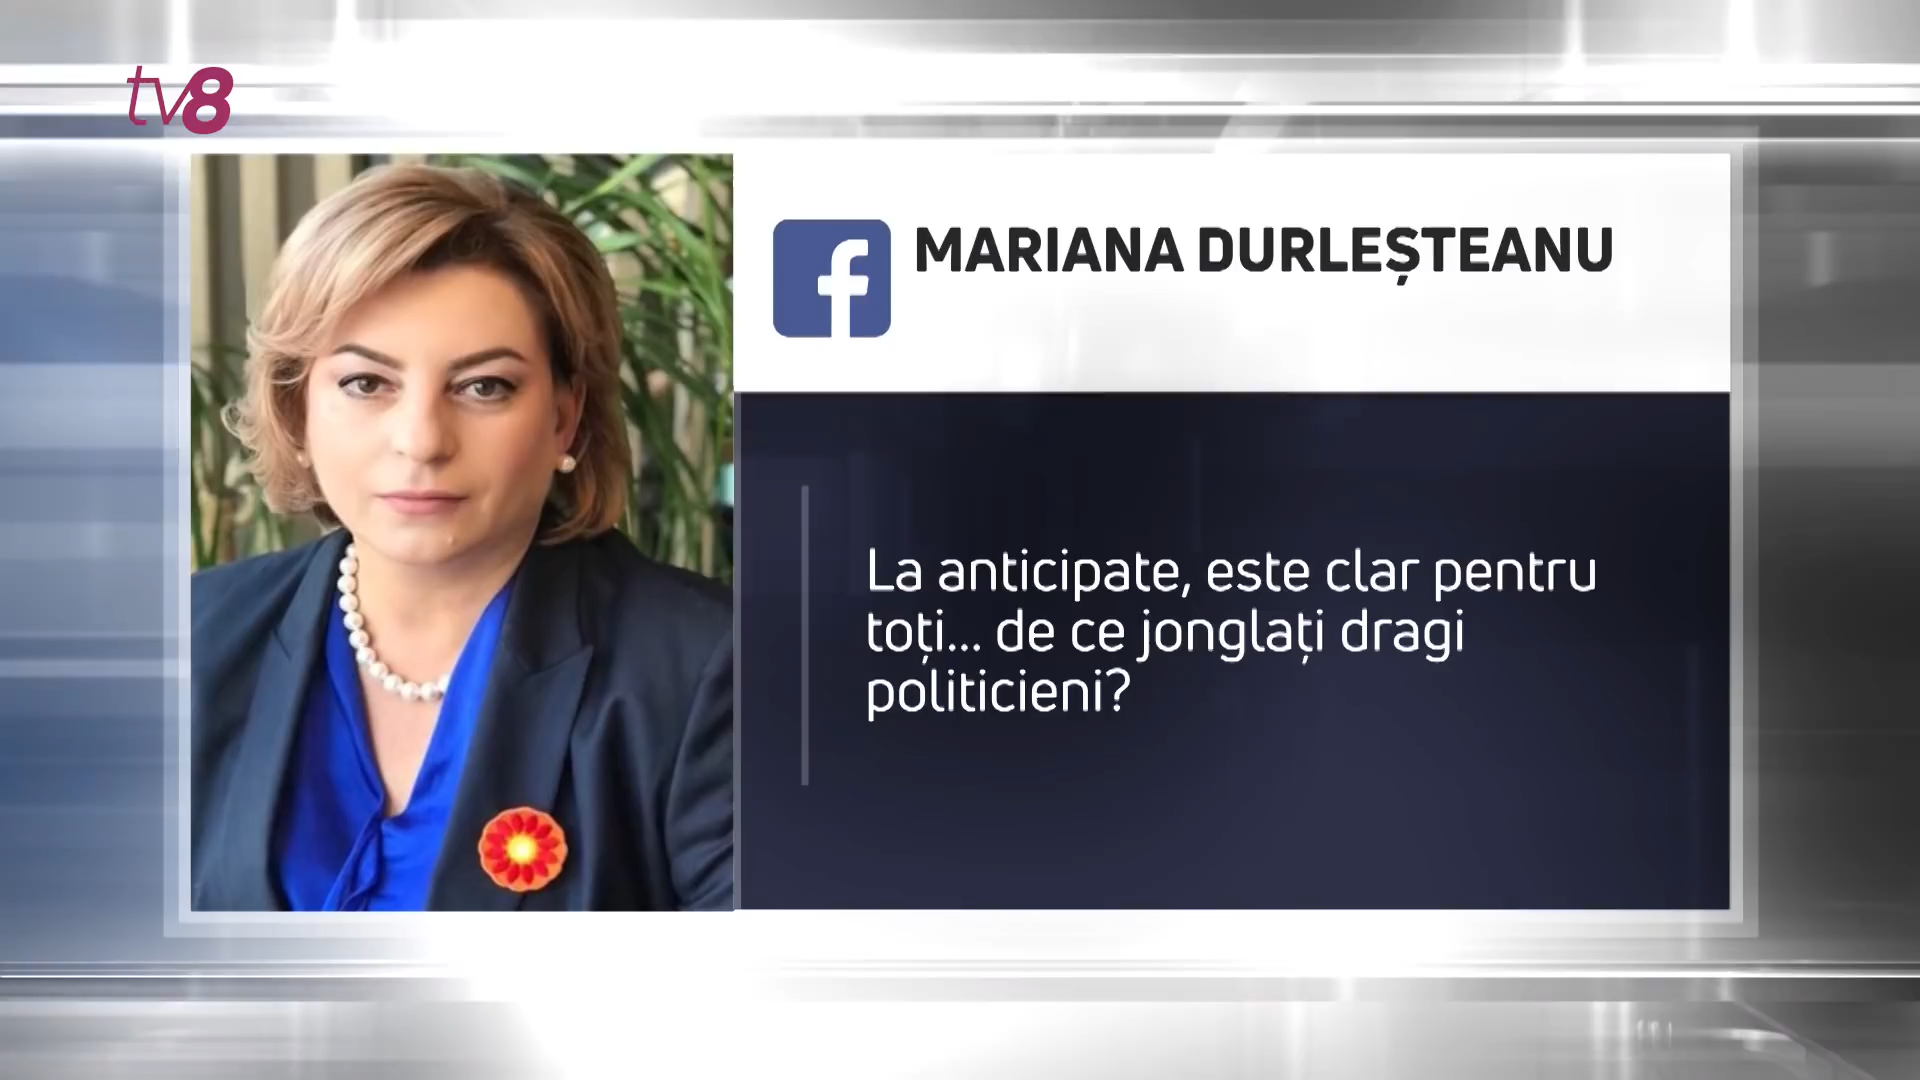 tv8
MARIANA DURLEȘTEANU
La anticipate, este clar pentru
toți... de ce jonglați dragi
politicieni?